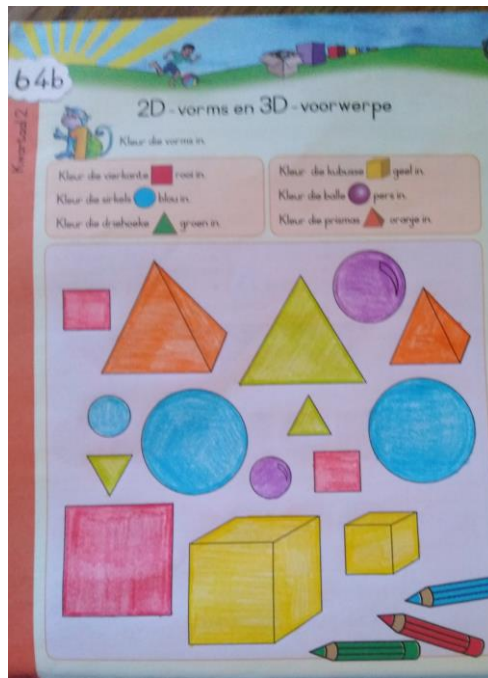 64b
Kwartaal 2
2D-vorms en 3D-voorwerpe
Kleur die vorms in.
Kleur die vierkante rooi in.
Kleur die sirkels blou in.
Kleur die driehoeke groen in.
Kleur die kubusse geel in.
Kleur die balle pers in.
Kleur die prismas oranje in.